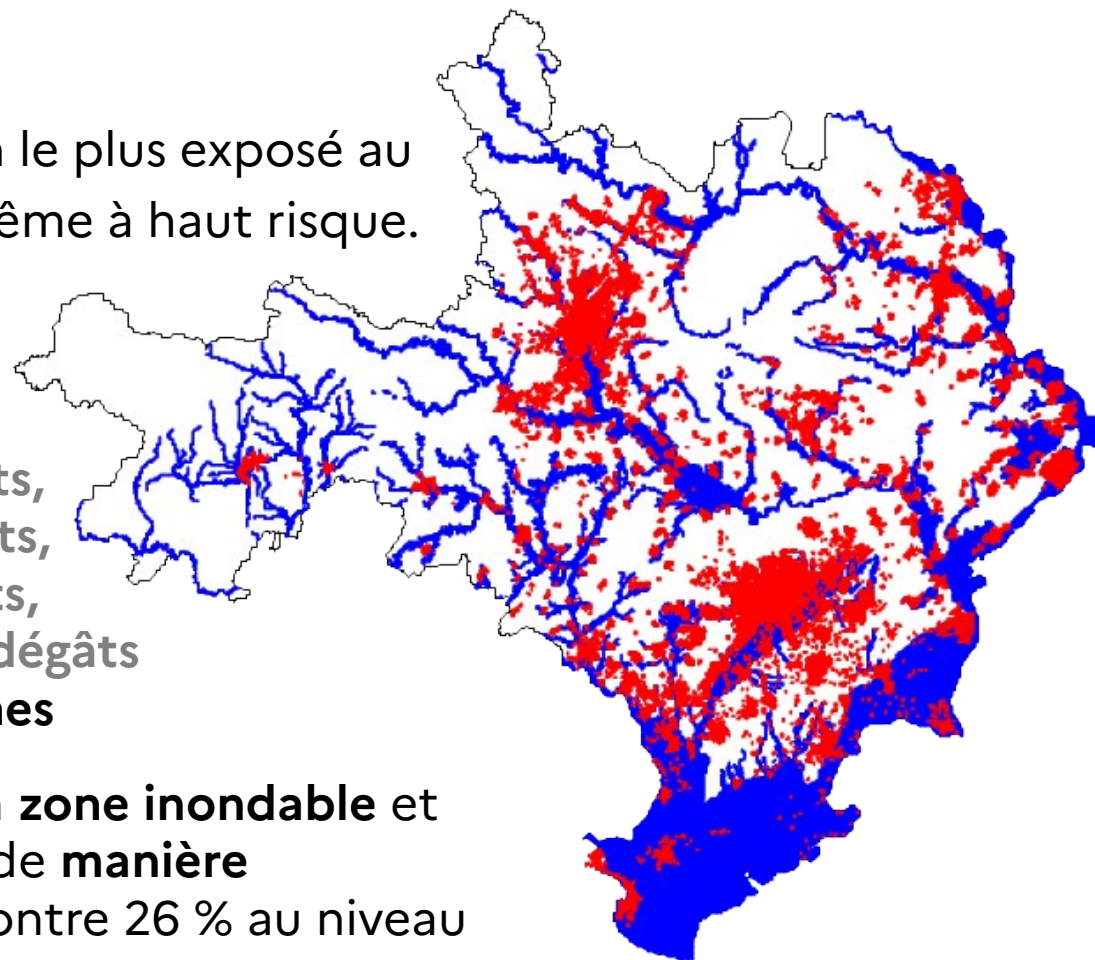 le plus exposé au
ême à haut risque.
ts,
ts,
ts,
dégâts
nes
zone inondable et
de manière
ontre 26 % au niveau